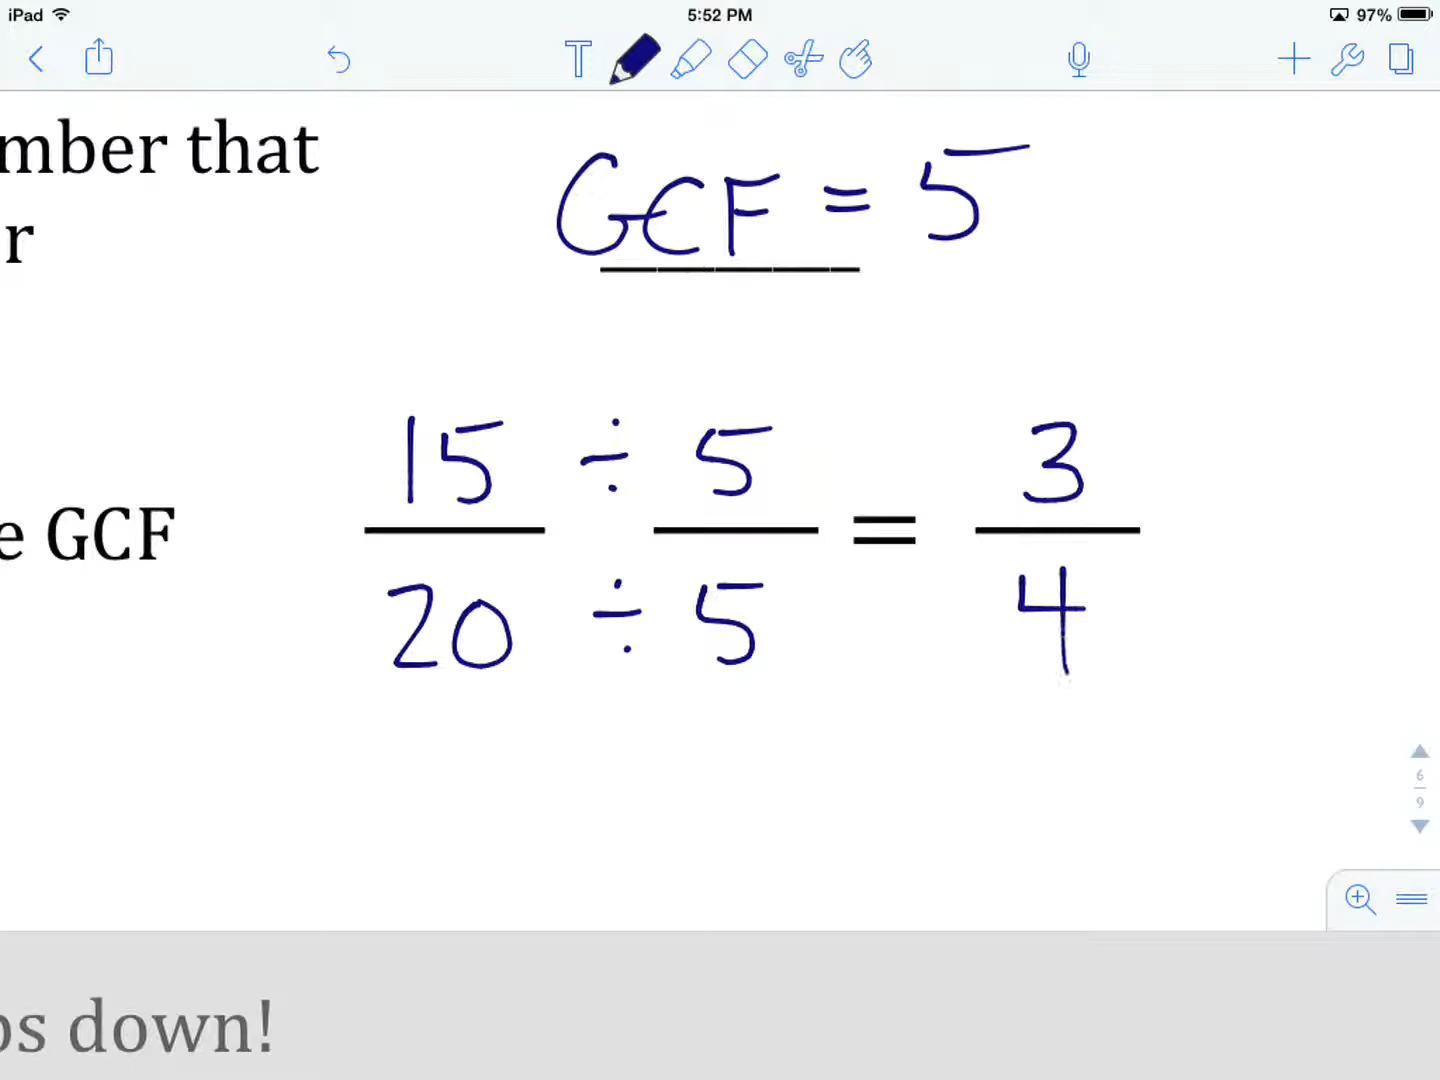 iPad 5:52 PM 97%
T
mber that
GCF = 5
r
15 ÷ 5 = 3
e GCF
20 ÷ 5 4
6
9
os down!